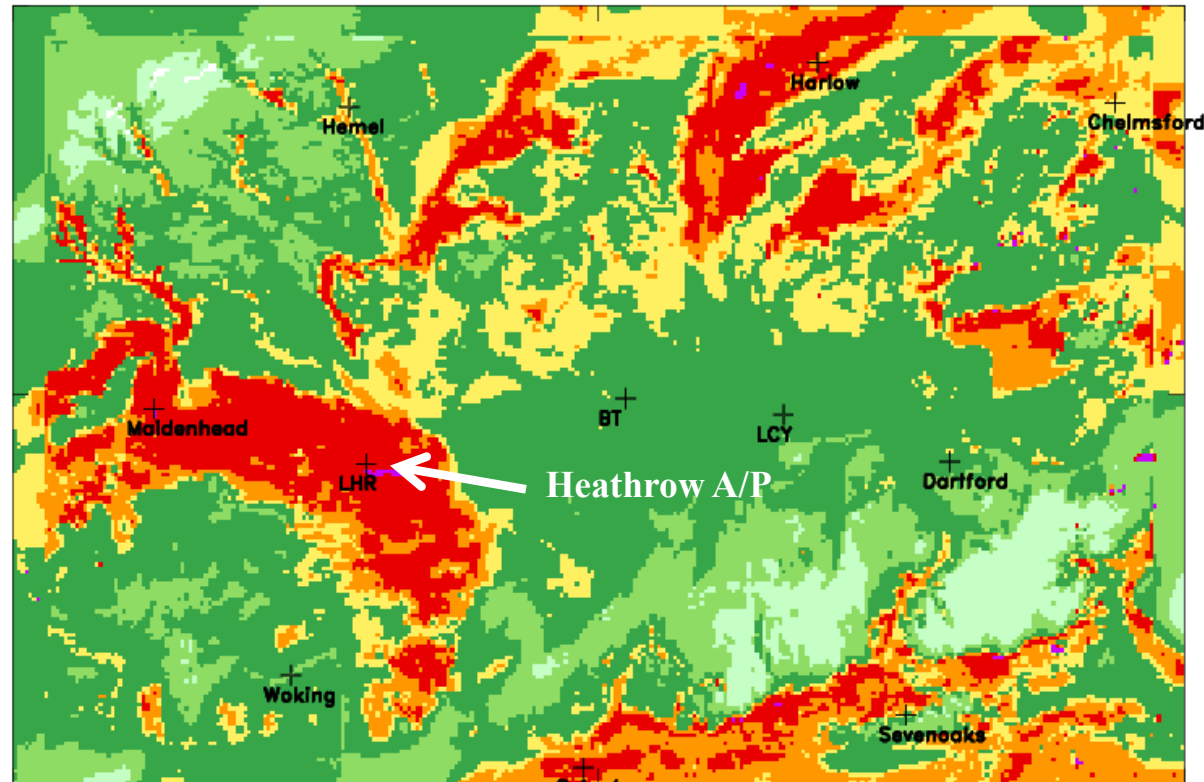 Harlow
Hemel
Chelmsford
BT
LCY
Maidenhead
LHR
Heathrow A/P
Dartford
Woking
Sevenoaks